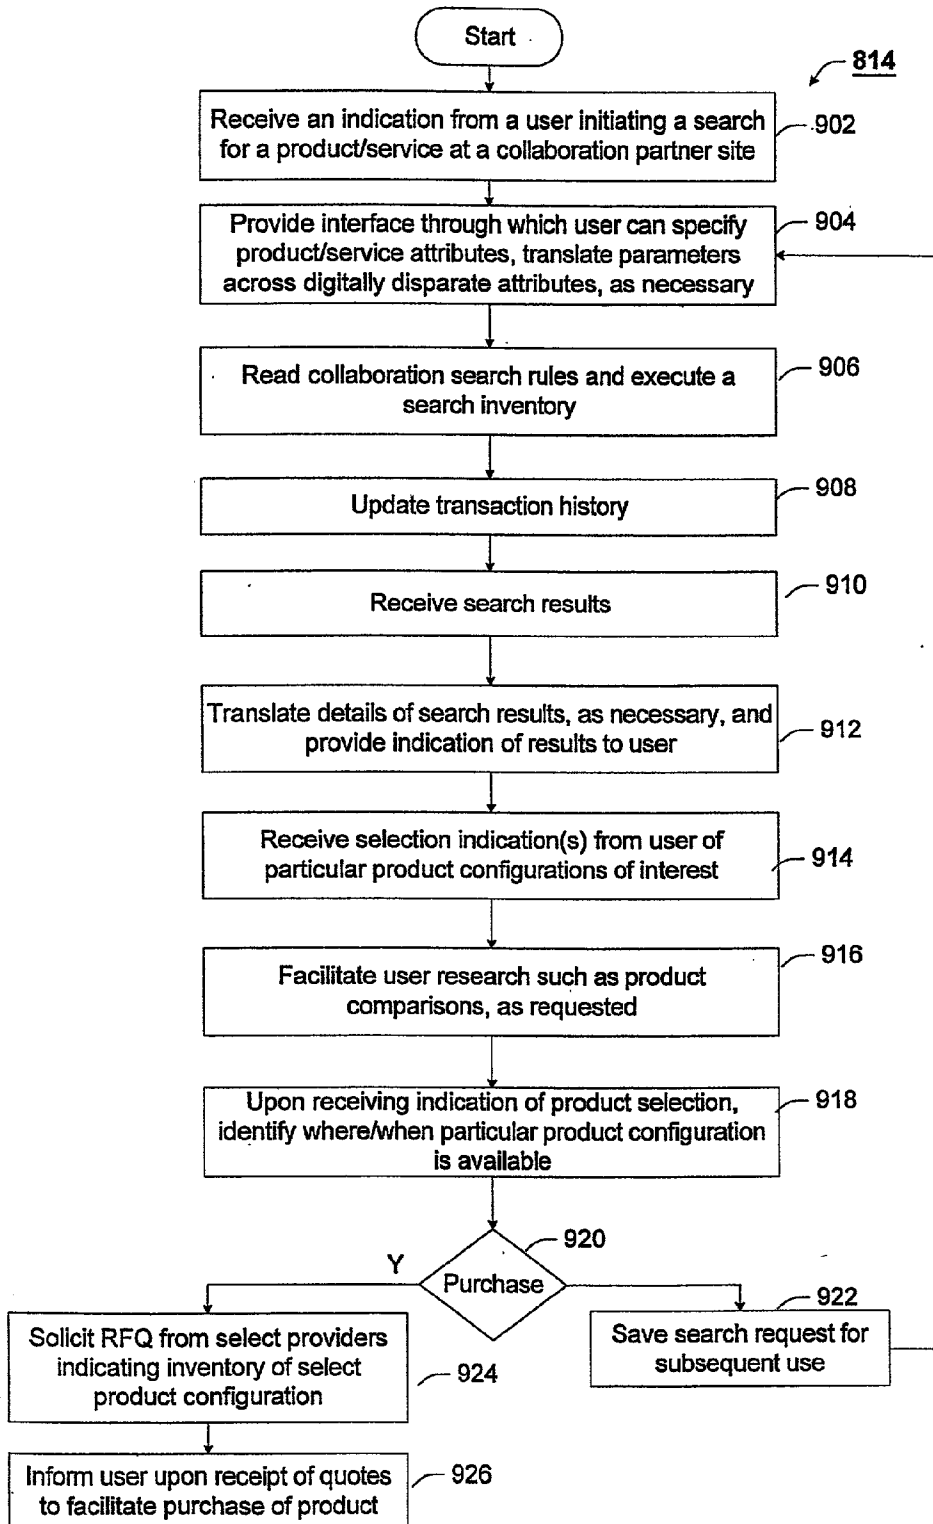 Start
814
Receive an indication from a user initiating a search
for a product/service at a collaboration partner site
902
Provide interface through which user can specify
product/service attributes, translate parameters
across digitally disparate attributes, as necessary
904
Read collaboration search rules and execute a
search inventory
906
Update transaction history
908
Receive search results
910
Translate details of search results, as necessary, and
provide indication of results to user
912
Receive selection indication(s) from user of
particular product configurations of interest
914
Facilitate user research such as product
comparisons, as requested
916
Upon receiving indication of product selection,
identify where/when particular product configuration
is available
918
Purchase
920
Y
Save search request for
subsequent use
922
Solicit RFQ from select providers
indicating inventory of select
product configuration
924
Inform user upon receipt of quotes
to facilitate purchase of product
926